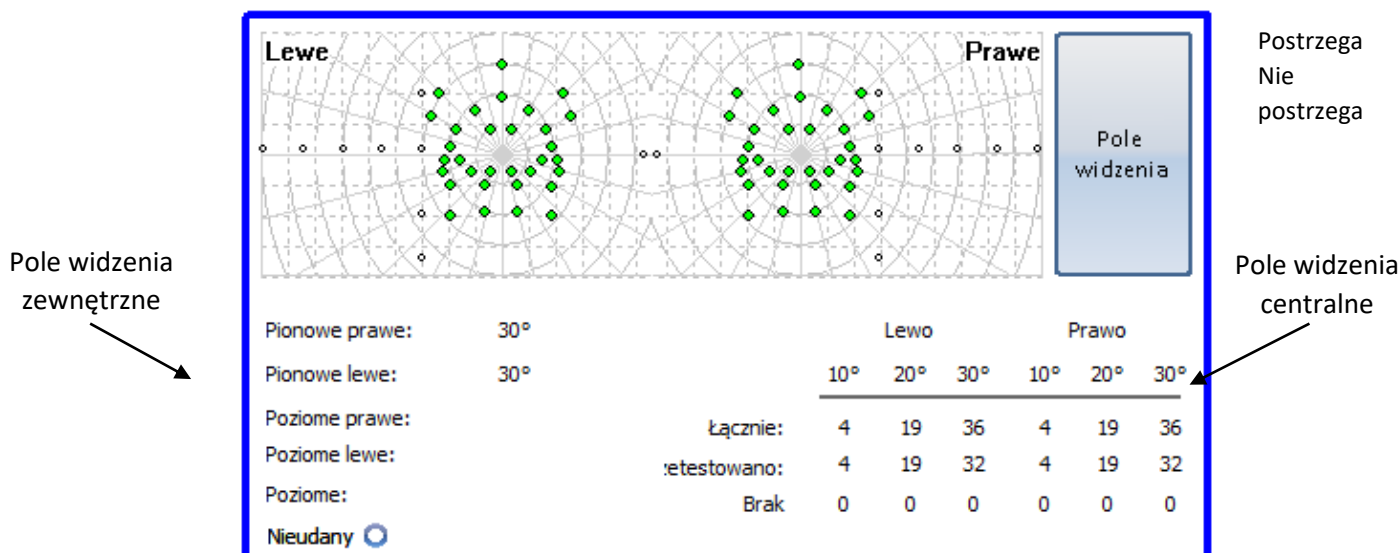 Lewe
Prawe
Postrzega
Nie
postrzega
Pole
widzenia
Pole widzenia
zewnętrzne
Pole widzenia
centralne
Pionowe prawe: 30°
Pionowe lewe: 30°
Poziome prawe:
Poziome lewe:
Poziome:
Nieudany
Lewo Prawo
10° 20° 30° 10° 20° 30°
Łącznie: 4 19 36 4 19 36
zetestowano: 4 19 32 4 19 32
Brak 0 0 0 0 0 0